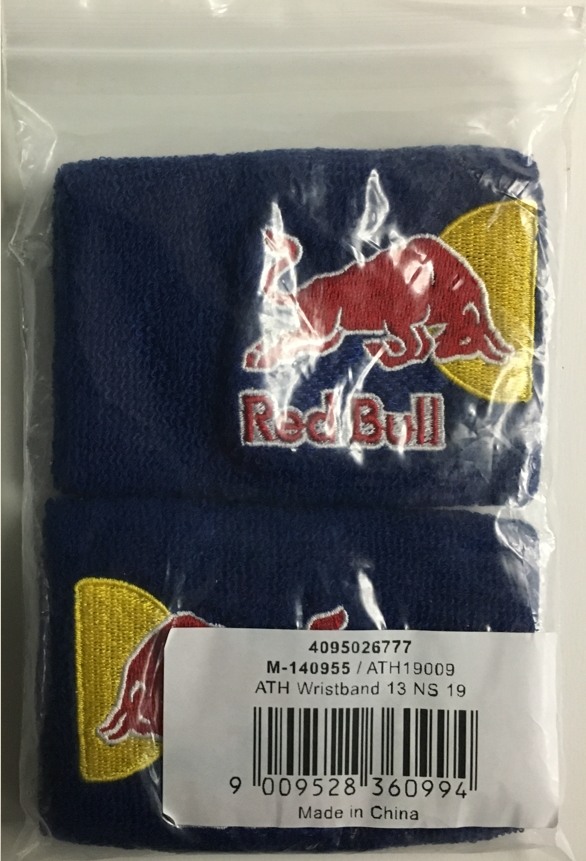 Red Bull
4095026777
M-140955 / ATH19009
ATH Wristband 13 NS 19
9 009528 360994
Made in China